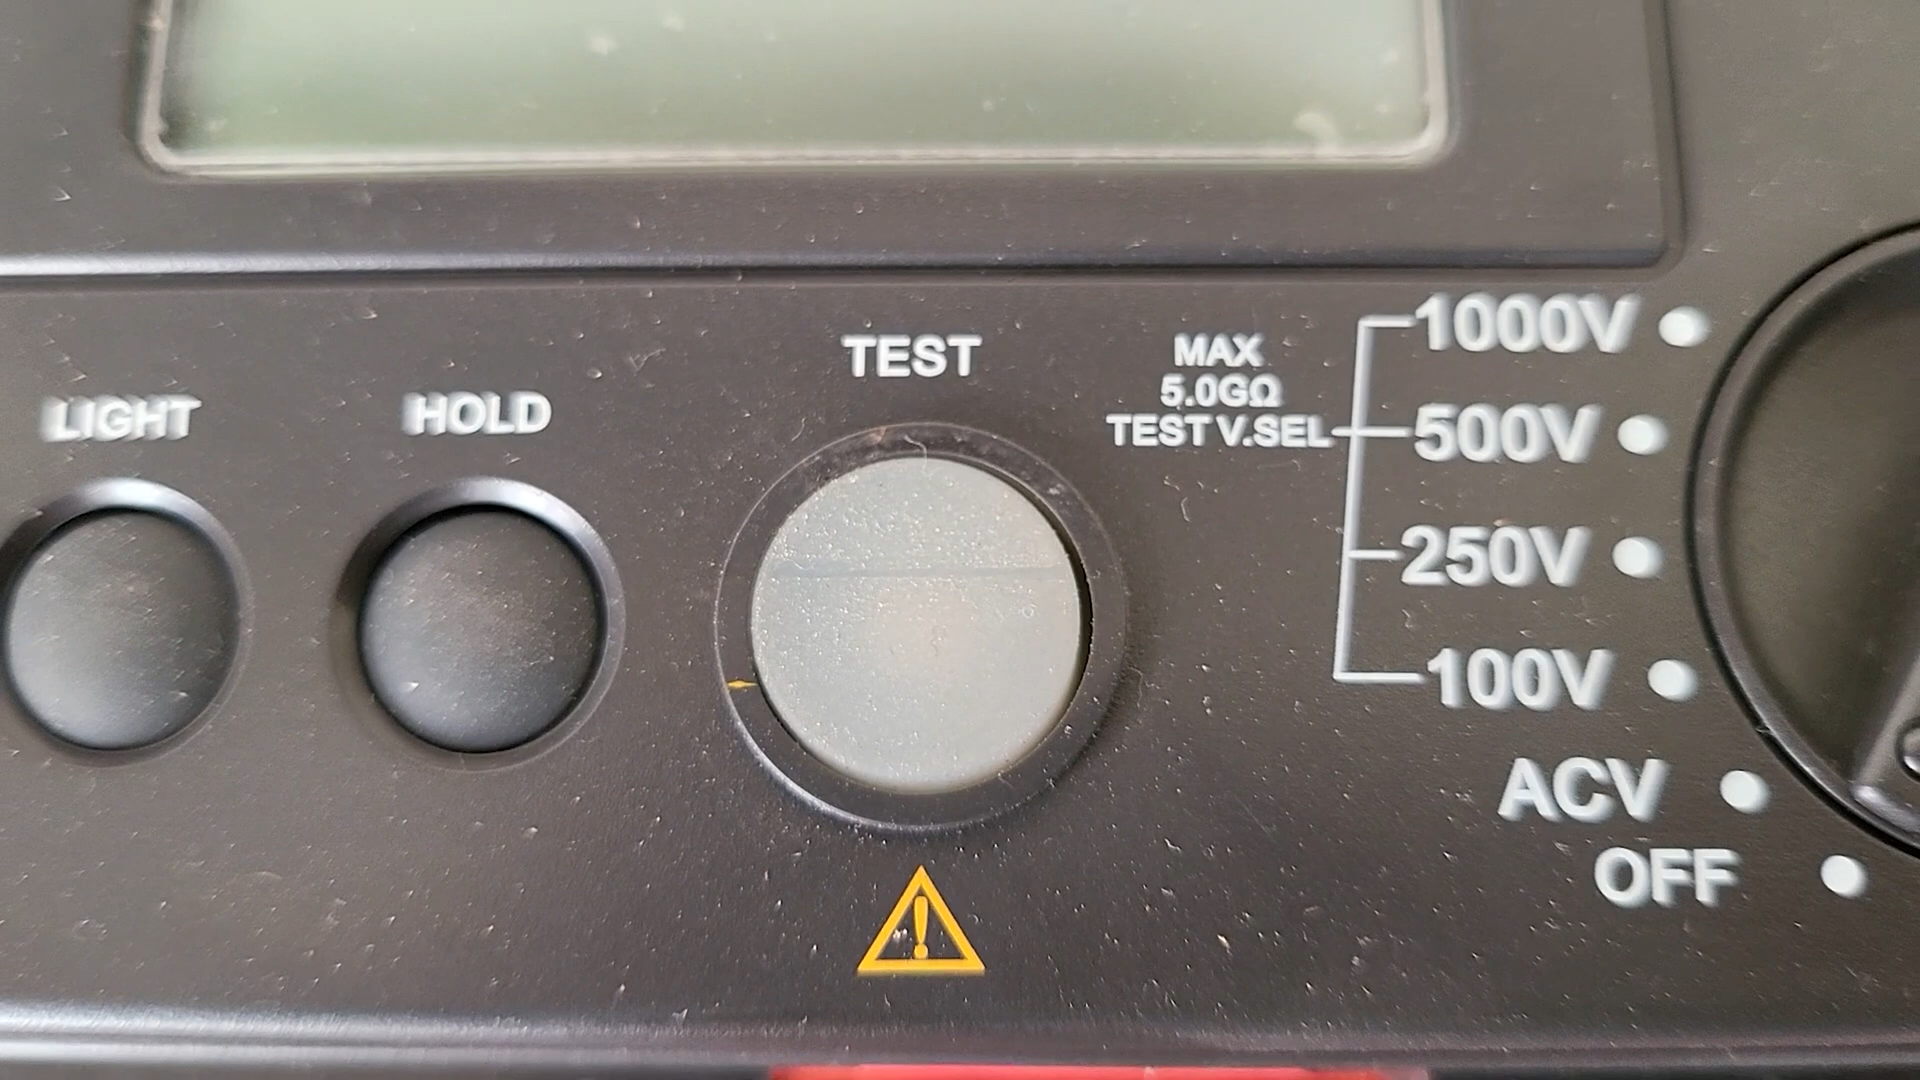 LIGHT
HOLD
TEST
MAX
5.0GΩ
TEST V.SEL
1000V
500V
250V
100V
ACV
OFF